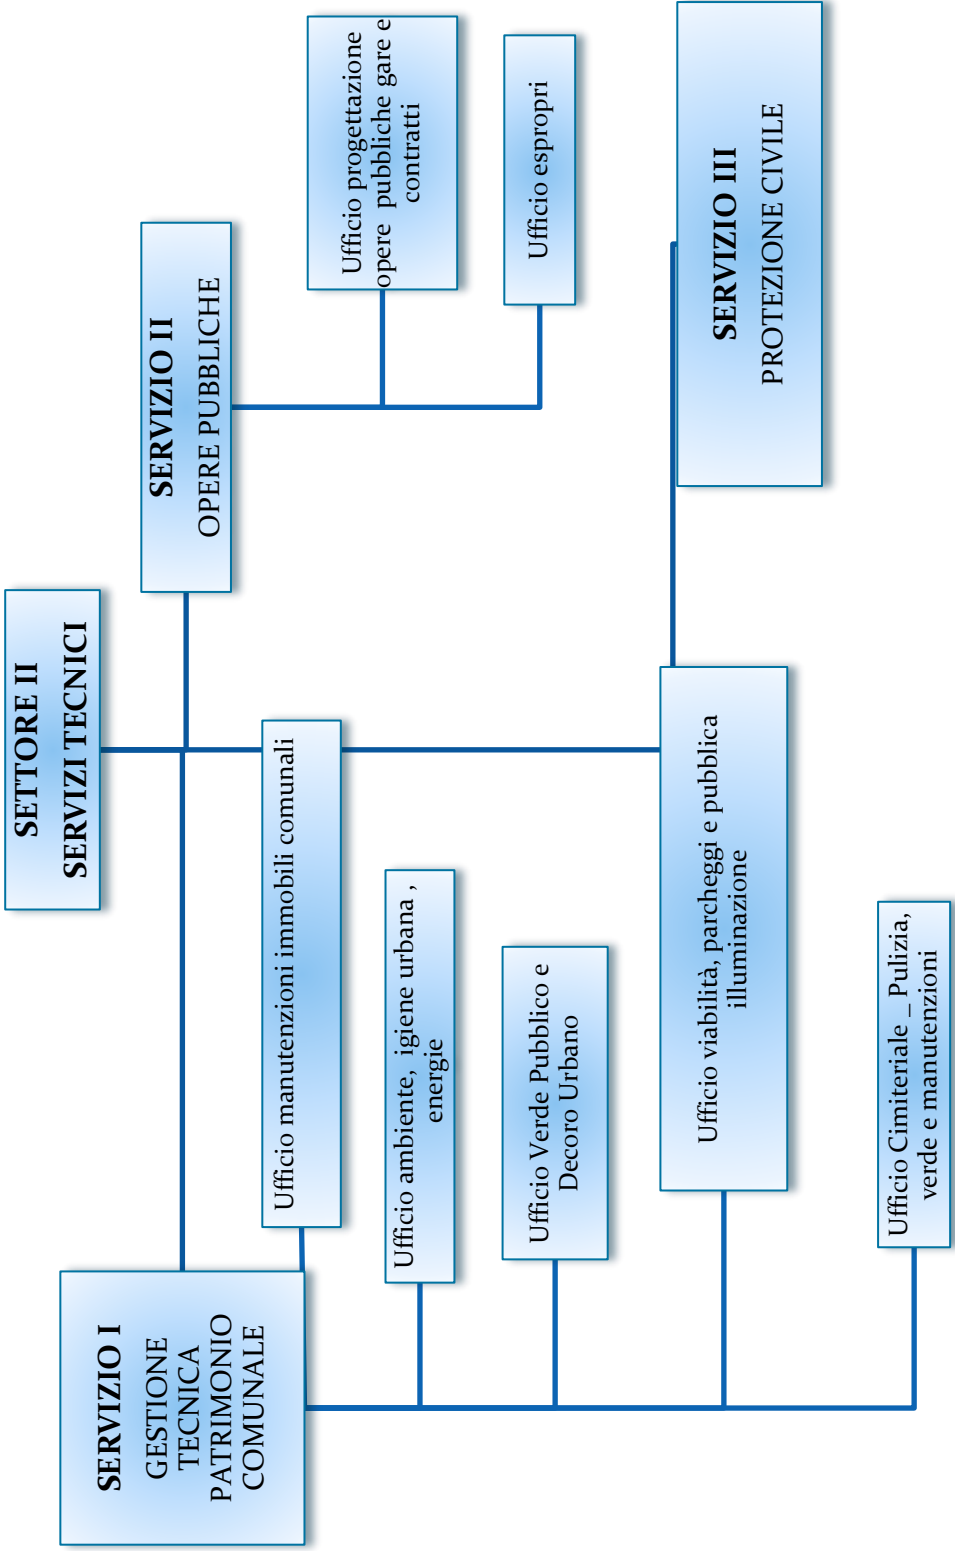 SETTORE II
SERVIZI TECNICI
SERVIZIO I
GESTIONE
TECNICA
PATRIMONIO
COMUNALE
Ufficio manutenzioni immobili comunali
Ufficio ambiente, igiene urbana ,
energie
Ufficio Verde Pubblico e
Decoro Urbano
Ufficio viabilità, parcheggi e pubblica
illuminazione
Ufficio Cimiteriale _ Pulizia,
verde e manutenzioni
SERVIZIO II
OPERE PUBBLICHE
Ufficio progettazione
opere pubbliche gare e
contratti
Ufficio espropri
SERVIZIO III
PROTEZIONE CIVILE